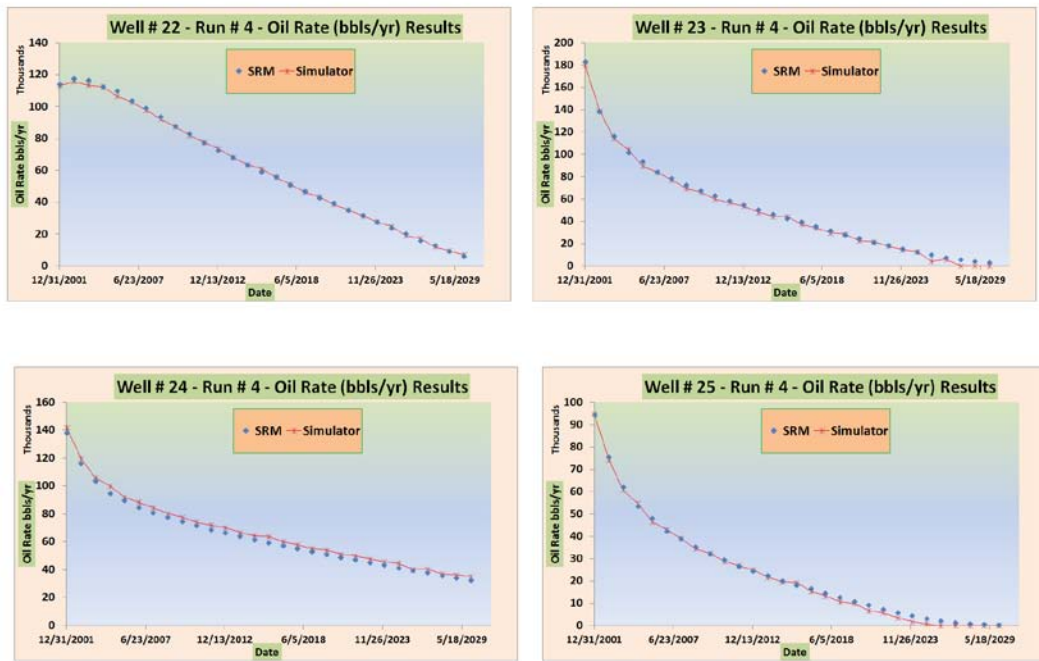 Well # 22 - Run # 4 - Oil Rate (bbls/yr) Results
Thousands
Oil Rate bbls/yr
140
120
100
80
60
40
20
0
SRM Simulator
12/31/2001 6/23/2007 12/13/2012 6/5/2018 11/26/2023 5/18/2029
Date
Well # 23 - Run # 4 - Oil Rate (bbls/yr) Results
Thousands
Oil Rate bbls/yr
200
180
160
140
120
100
80
60
40
20
0
SRM Simulator
12/31/2001 6/23/2007 12/13/2012 6/5/2018 11/26/2023 5/18/2029
Date
Well # 24 - Run # 4 - Oil Rate (bbls/yr) Results
Thousands
Oil Rate bbls/yr
160
140
120
100
80
60
40
20
0
SRM Simulator
12/31/2001 6/23/2007 12/13/2012 6/5/2018 11/26/2023 5/18/2029
Date
Well # 25 - Run # 4 - Oil Rate (bbls/yr) Results
Thousands
Oil Rate bbls/yr
100
90
80
70
60
50
40
30
20
10
0
SRM Simulator
12/31/2001 6/23/2007 12/13/2012 6/5/2018 11/26/2023 5/18/2029
Date